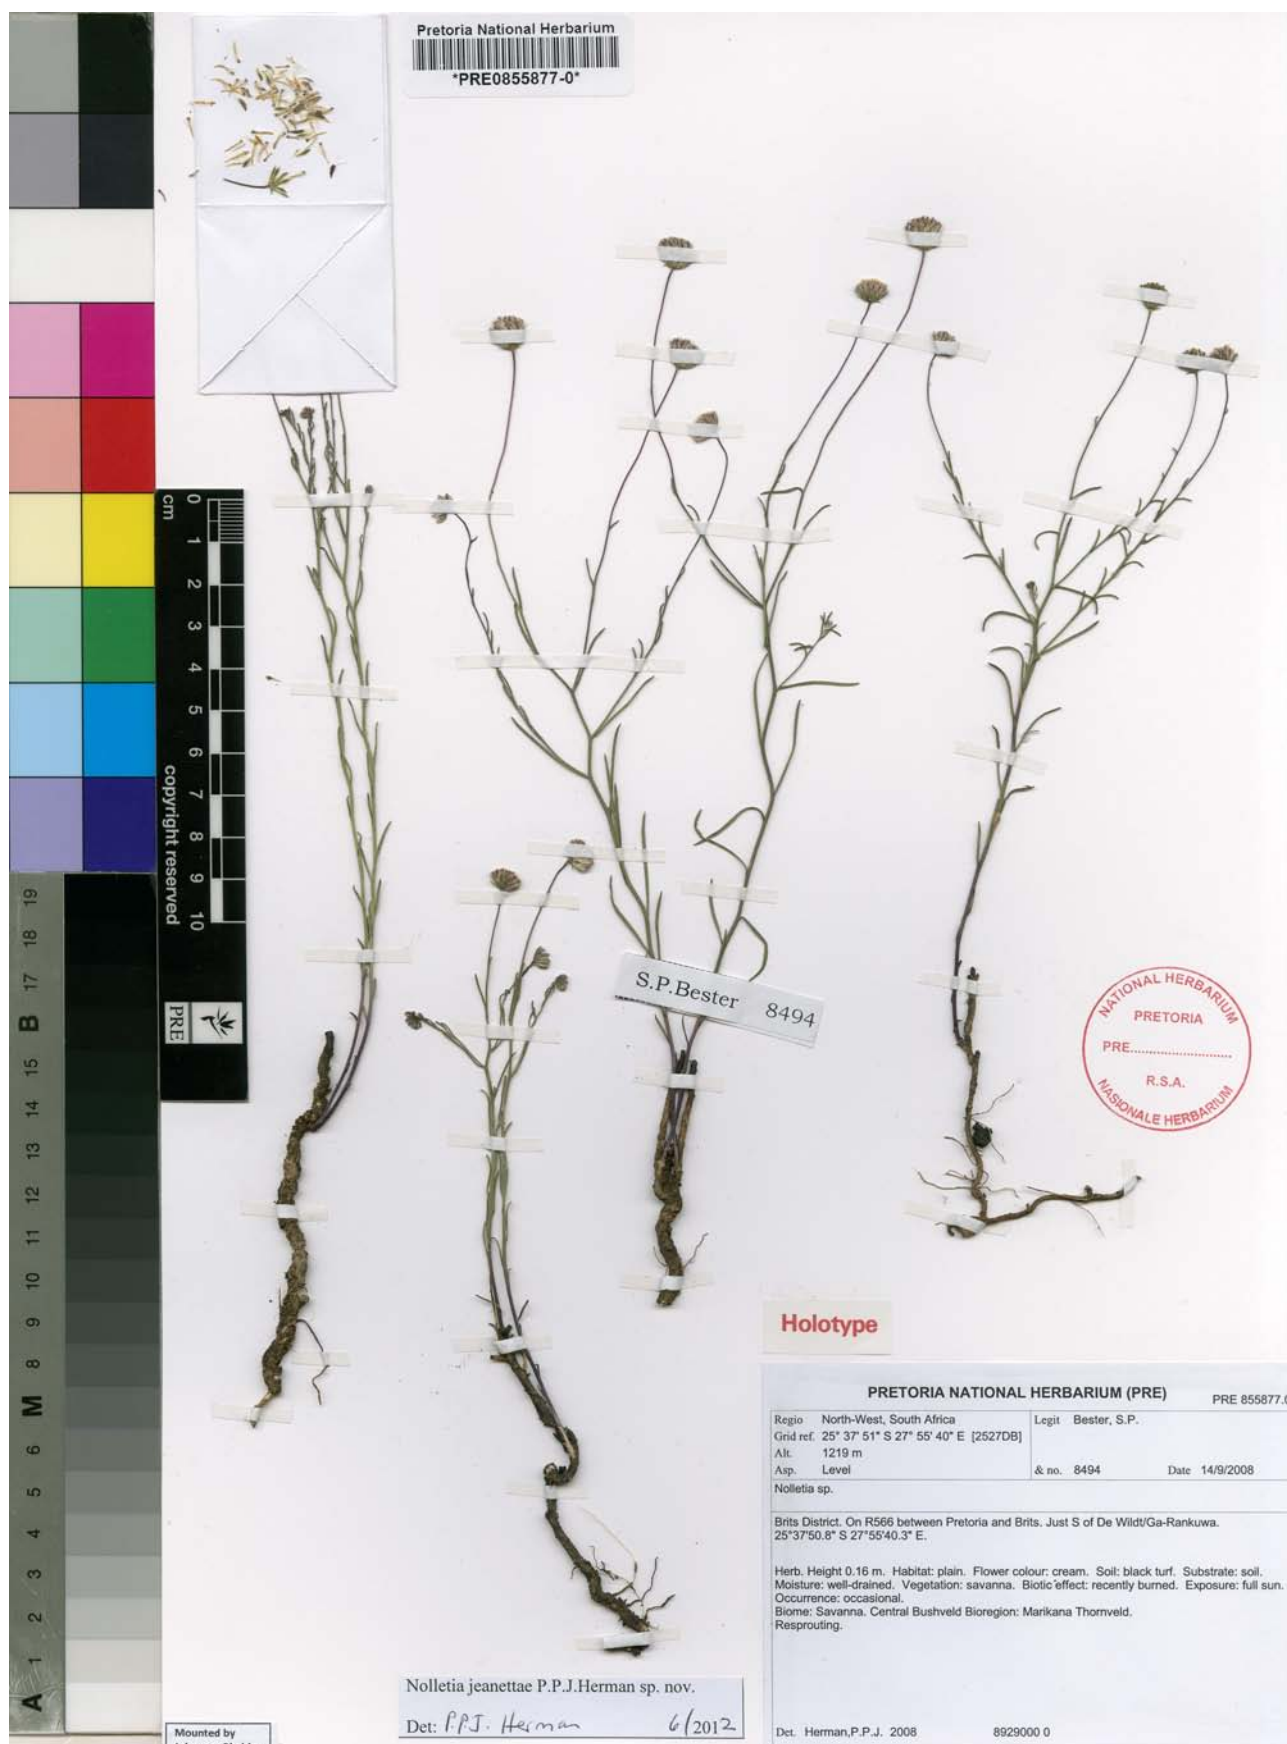 Pretoria National Herbarium
*PRE0855877-0*
cm
0
1
2
3
4
5
6
7
8
9
10
copyright reserved
PRE
19
18
17
B
15
14
13
12
11
10
9
8
M
6
5
4
3
2
1
A
S.P.Bester 8494
NATIONAL HERBARIUM
PRETORIA
PRE..............................
R.S.A.
NASIONALE HERBARIUM
Holotype
PRETORIA NATIONAL HERBARIUM (PRE) PRE 855877.
Regio North-West, South Africa Legit Bester, S.P.
Grid ref. 25° 37' 51" S 27° 55' 40" E [2527DB]
Alt. 1219 m
Asp. Level & no. 8494 Date 14/9/2008
Nolletia sp.
Brits District. On R566 between Pretoria and Brits. Just S of De Wildt/Ga-Rankuwa.
25°37'50.8" S 27°55'40.3" E.
Herb. Height 0.16 m. Habitat: plain. Flower colour: cream. Soil: black turf. Substrate: soil.
Moisture: well-drained. Vegetation: savanna. Biotic effect: recently burned. Exposure: full sun.
Occurrence: occasional.
Biome: Savanna. Central Bushveld Bioregion: Marikana Thornveld.
Resprouting.
Det. Herman,P.P.J. 2008 8929000 0
Nolletia jeanettae P.P.J.Herman sp. nov.
Det: P.P.J. Herman 6/2012
Mounted by